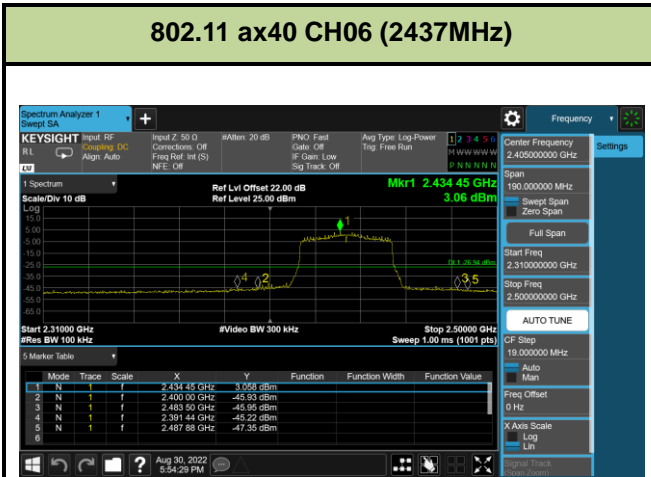 802.11 ax40 CH06 (2437MHz)
Spectrum Analyzer 1
Swept SA
+
Frequency
KEYSIGHT Input: RF Input Z: 50 Ω #Atten: 20 dB PNO: Fast Avg Type: Log-Power 1 2 3 4 5 6
RL Coupling: DC Corrections: Off Gate: Off Trig: Free Run M W W W W W
Align: Auto Freq Ref: Int (S) IF Gain: Low
NFE: Off Sig Track: Off P N N N N N
1 Spectrum
Scale/Div 10 dB
Ref Lvl Offset 22.00 dB
Ref Level 25.00 dBm
Mkr1 2.434 45 GHz
3.06 dBm
Log
15.0
5.00
-5.00
-15.0
-25.0
-35.0
-45.0
-55.0
-65.0
1
DL1 -26.94 dBm
4 2 3 5
Start 2.31000 GHz #Video BW 300 kHz Stop 2.50000 GHz
#Res BW 100 kHz Sweep 1.00 ms (1001 pts)
5 Marker Table
Mode Trace Scale X Y Function Function Width Function Value
1 N 1 f 2.434 45 GHz 3.058 dBm
2 N 1 f 2.400 00 GHz -45.93 dBm
3 N 1 f 2.483 50 GHz -45.95 dBm
4 N 1 f 2.391 44 GHz -45.22 dBm
5 N 1 f 2.487 88 GHz -47.35 dBm
6
?
Aug 30, 2022
5:54:29 PM
Center Frequency
2.405000000 GHz
Settings
Span
190.000000 MHz
Swept Span
Zero Span
Full Span
Start Freq
2.310000000 GHz
Stop Freq
2.500000000 GHz
AUTO TUNE
CF Step
19.000000 MHz
Auto
Man
Freq Offset
0 Hz
X Axis Scale
Log
Lin
Signal Track
(Span Zoom)